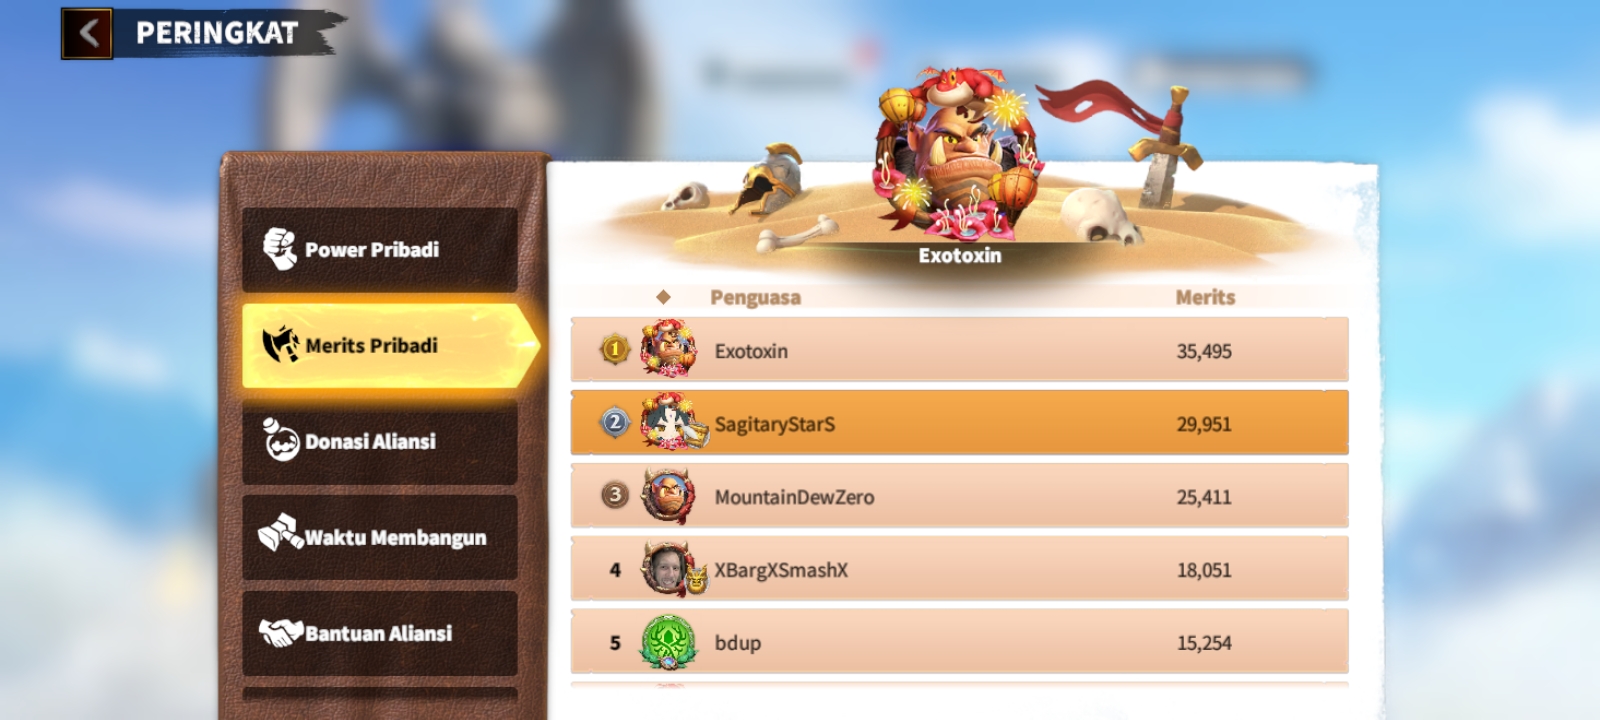 PERINGKAT
Power Pribadi
Merits Pribadi
Donasi Aliansi
Waktu Membangun
Bantuan Aliansi
Exotoxin
Penguasa Merits
1 Exotoxin 35,495
2 SagitaryStarS 29,951
3 MountainDewZero 25,411
4 XBargXSmashX 18,051
5 bdup 15,254